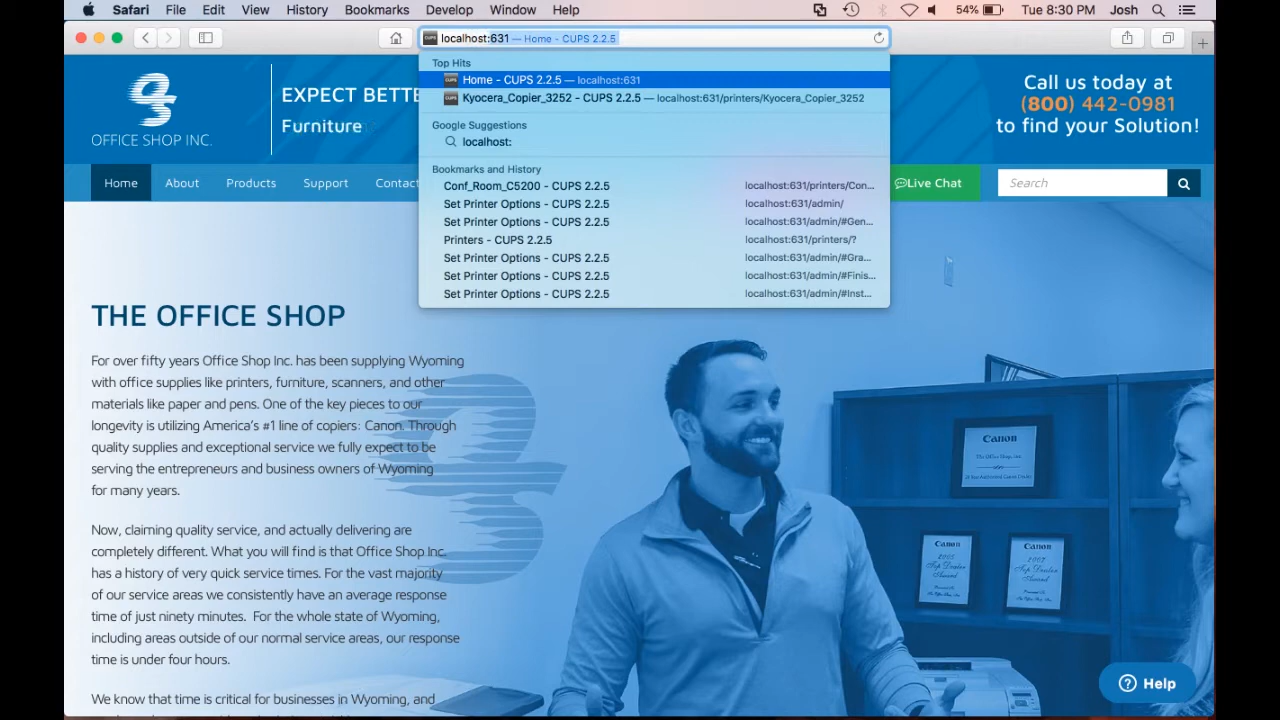 Safari File Edit View History Bookmarks Develop Window Help 54% Tue 8:30 PM Josh
localhost:631 — Home - CUPS 2.2.5
Top Hits
Home - CUPS 2.2.5 — localhost:631
Kyocera_Copier_3252 - CUPS 2.2.5 — localhost:631/printers/Kyocera_Copier_3252
Google Suggestions
localhost:
Bookmarks and History
Conf_Room_C5200 - CUPS 2.2.5 localhost:631/printers/Con...
Set Printer Options - CUPS 2.2.5 localhost:631/admin/
Set Printer Options - CUPS 2.2.5 localhost:631/admin/#Gen...
Printers - CUPS 2.2.5 localhost:631/printers/?
Set Printer Options - CUPS 2.2.5 localhost:631/admin/#Gra...
Set Printer Options - CUPS 2.2.5 localhost:631/admin/#Finis...
Set Printer Options - CUPS 2.2.5 localhost:631/admin/#Inst...
OFFICE SHOP INC.
EXPECT BETTE
Furniture
Call us today at
(800) 442-0981
to find your Solution!
Home About Products Support Contact Live Chat Search
THE OFFICE SHOP
For over fifty years Office Shop Inc. has been supplying Wyoming
with office supplies like printers, furniture, scanners, and other
materials like paper and pens. One of the key pieces to our
longevity is utilizing America's #1 line of copiers: Canon. Through
quality supplies and exceptional service we fully expect to be
serving the entrepreneurs and business owners of Wyoming
for many years.
Now, claiming quality service, and actually delivering are
completely different. What you will find is that Office Shop Inc.
has a history of very quick service times. For the vast majority
of our service areas we consistently have an average response
time of just ninety minutes. For the whole state of Wyoming,
including areas outside of our normal service areas, our response
time is under four hours.
We know that time is critical for businesses in Wyoming, and
Canon
The Office Shop, Inc.
Canon
Top Dealer
Award
Canon
2007
Top Dealer
Award
Help